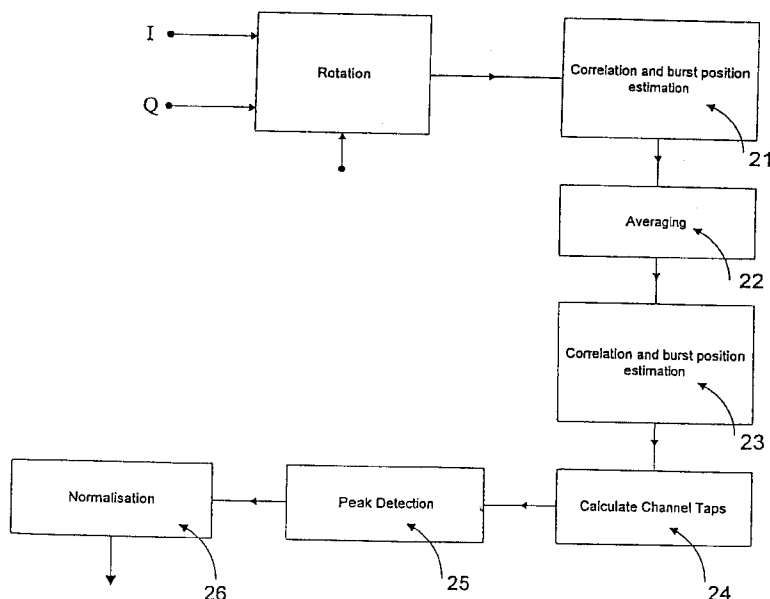 I
Q
Rotation
Correlation and burst position
estimation
21
Averaging
22
Correlation and burst position
estimation
23
Normalisation
Peak Detection
Calculate Channel Taps
26
25
24